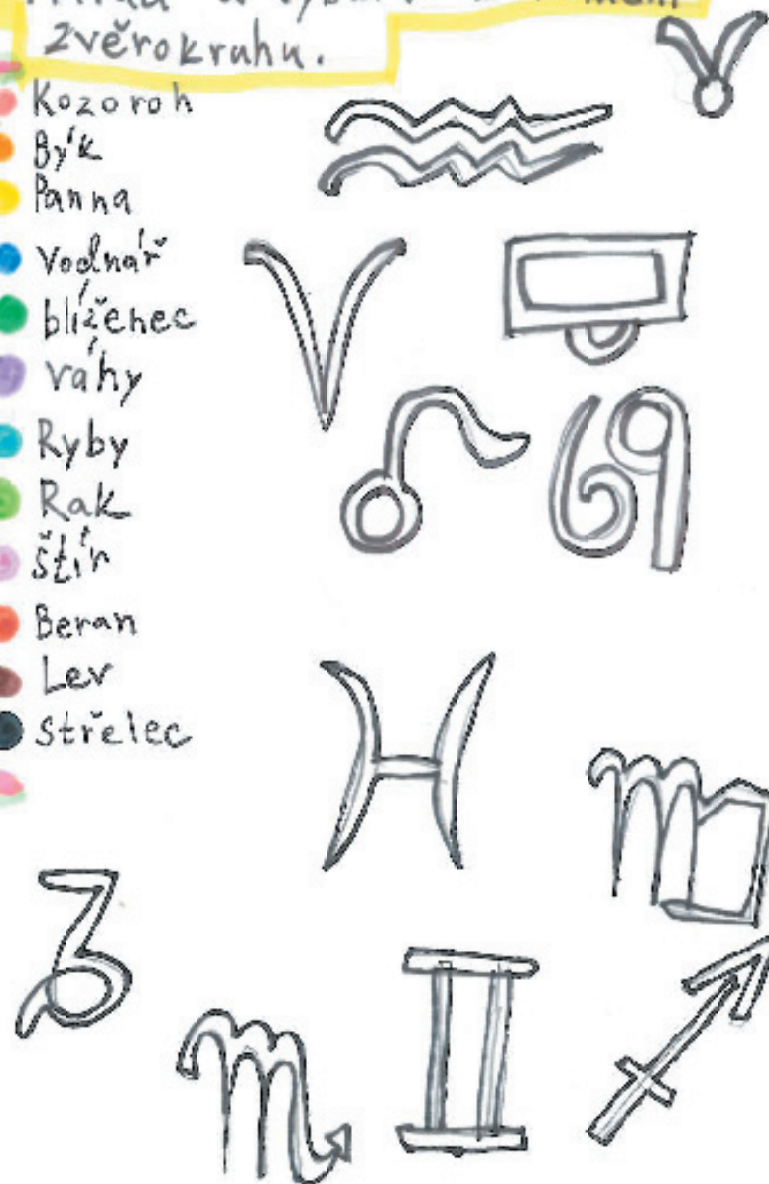 zvěrokruhu.
Kozoroh
Býk
Panna
Vodnář
blíženec
váhy
Ryby
Rak
štír
Beran
Lev
střelec